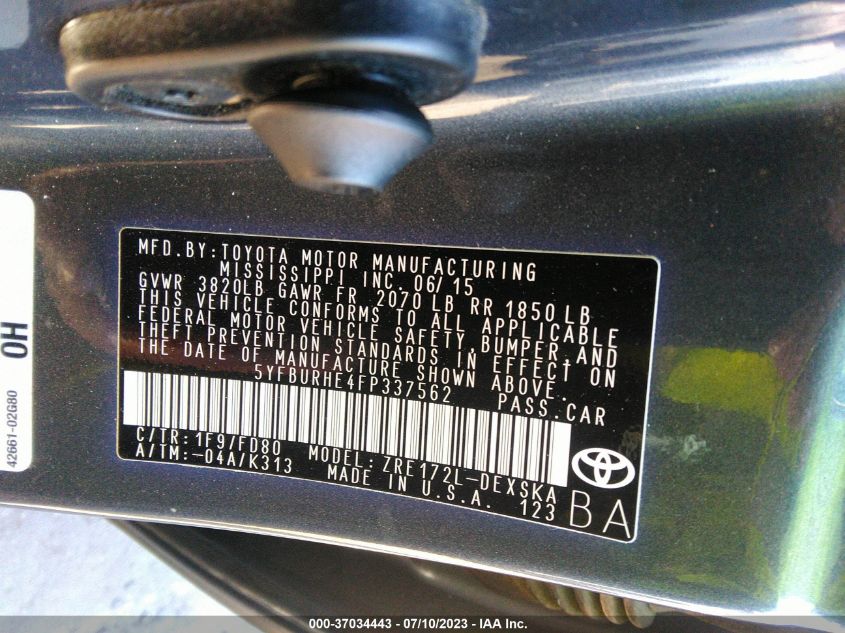 MFD.BY:TOYOTA MOTOR MANUFACTURING
MISSISSIPPI INC. 06/15
GVWR 3820LB GAWR FR 2070 LB RR 1850 LB
THIS VEHICLE CONFORMS TO ALL APPLICABLE
FEDERAL MOTOR VEHICLE SAFETY,BUMPER,AND
THEFT PREVENTION STANDARDS IN EFFECT ON
THE DATE OF MANUFACTURE SHOWN ABOVE.
5YFBURHE4FP337562 PASS.CAR
C/TR:1F9/FD80 MODEL:ZRE172L-DEXSKA
A/TM:-04A/K313 MADE IN U.S.A. 123
BA
OH
42661-02G80
000-37034443 - 07/10/2023 - IAA Inc.